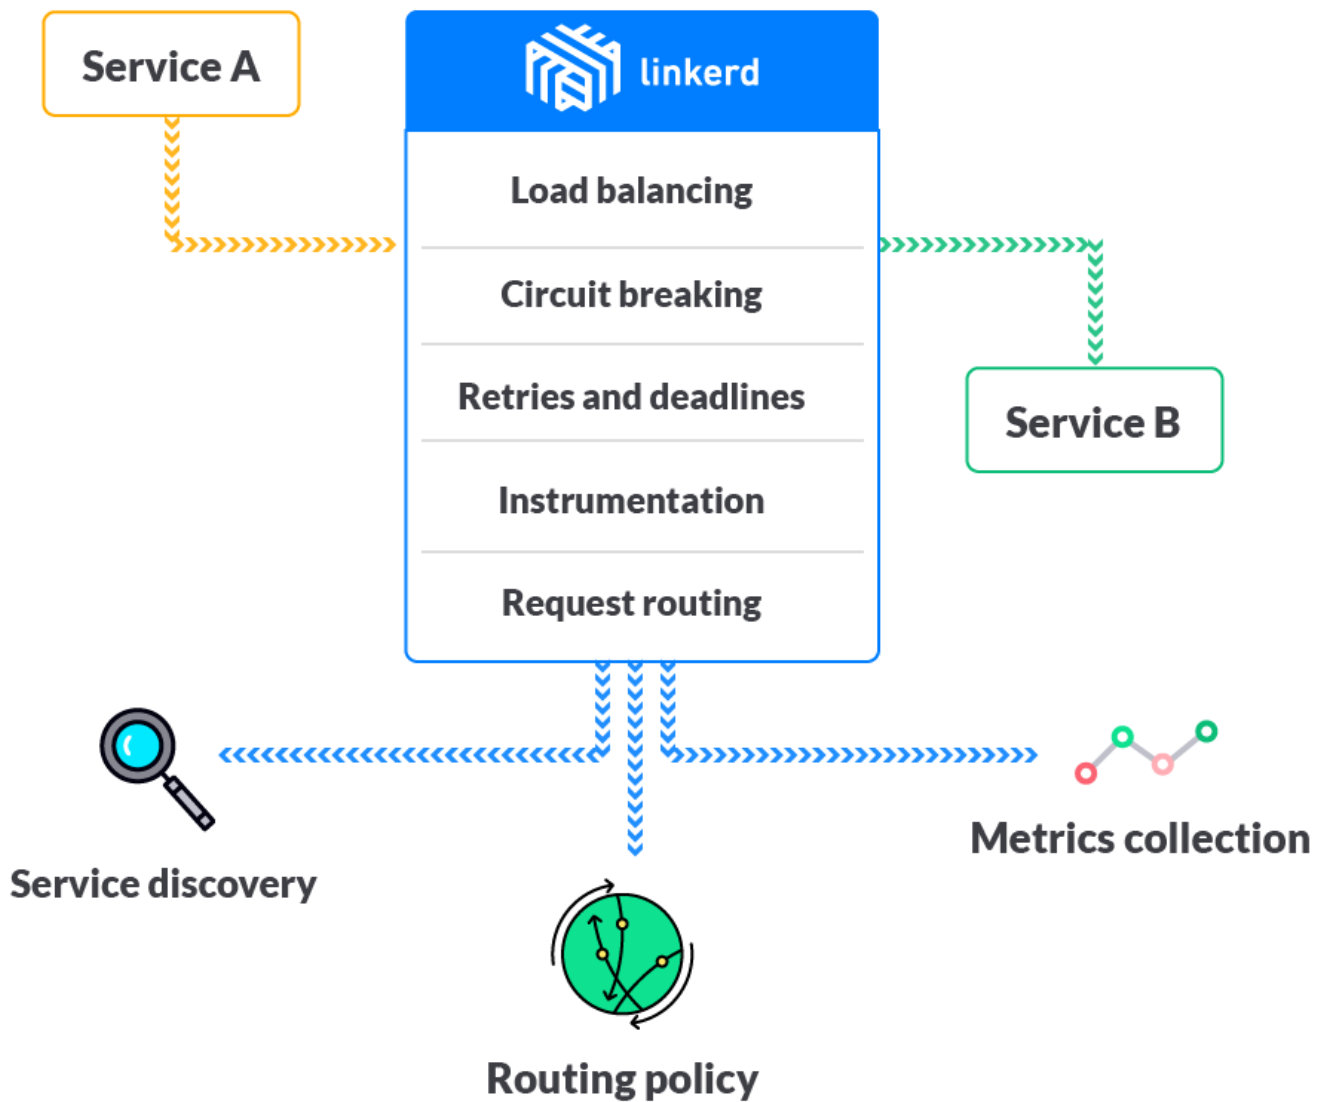 Service A
linkerd
Load balancing
Circuit breaking
Retries and deadlines
Instrumentation
Request routing
Service B
Service discovery
Routing policy
Metrics collection